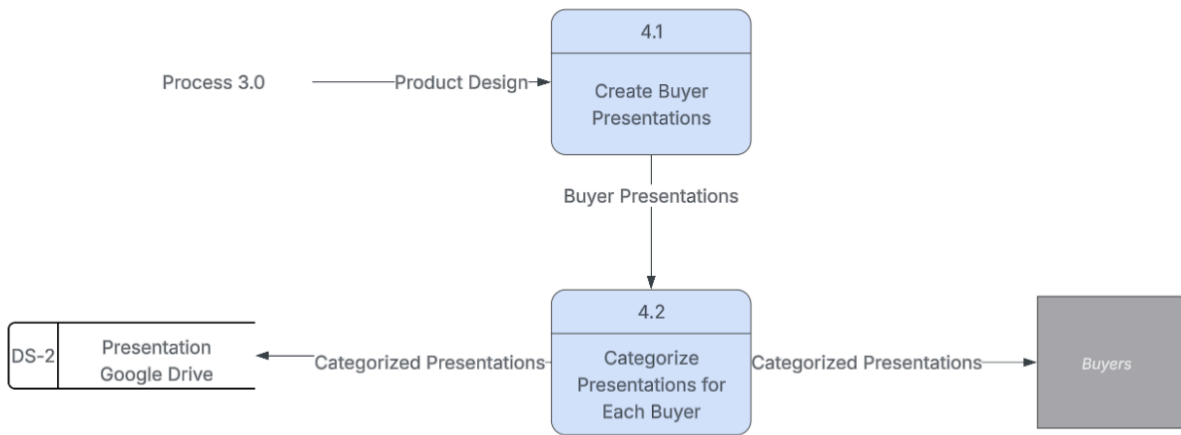 4.1
Process 3.0
Product Design
Create Buyer
Presentations
Buyer Presentations
4.2
DS-2
Presentation
Google Drive
Categorized Presentations
Categorize
Presentations for
Each Buyer
Categorized Presentations
Buyers